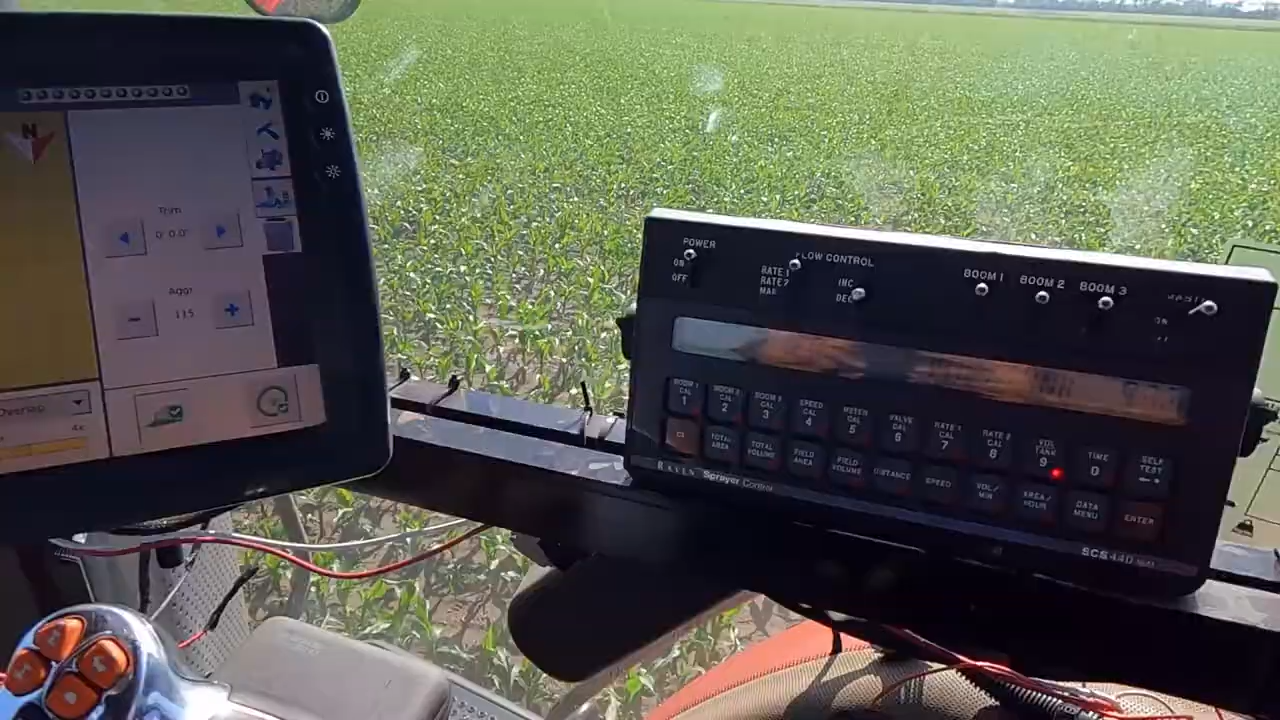 N
Trim
0' 0.0"
Aggr
115
Overlap
4x
POWER
ON
OFF
FLOW CONTROL
RATE 1
RATE 2
MAN
INC
DEC
BOOM 1
BOOM 2
BOOM 3
ON
BOOM 1 CAL 1
BOOM 2 CAL 2
BOOM 3 CAL 3
SPEED CAL 4
METER CAL 5
VALVE CAL 6
RATE 1 CAL 7
RATE 2 CAL 8
VOL TANK 9
TIME 0
SELF TEST
CE
TOTAL AREA
TOTAL VOLUME
FIELD AREA
FIELD VOLUME
DISTANCE
SPEED
VOL/ MIN
AREA/ HOUR
DATA MENU
ENTER
RAVEN Sprayer Control
SCS 440